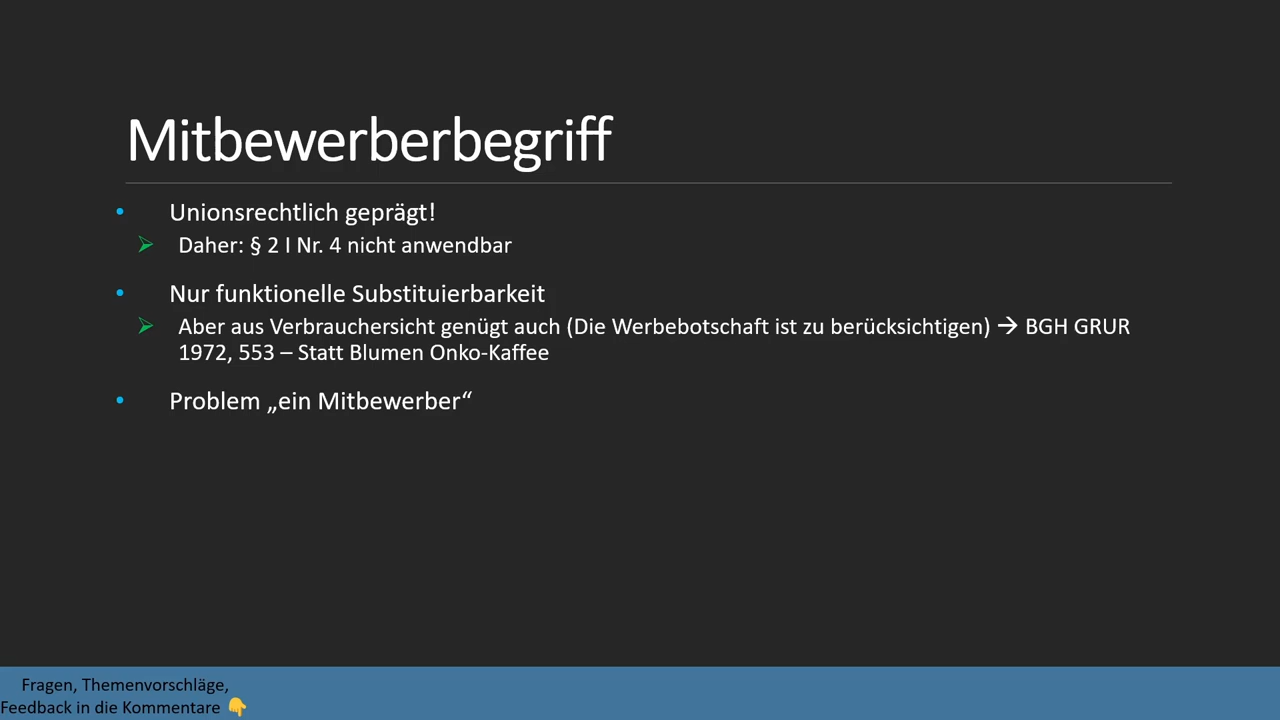 Mitbewerberbegriff
• Unionsrechtlich geprägt!
➢ Daher: § 2 I Nr. 4 nicht anwendbar
• Nur funktionelle Substituierbarkeit
➢ Aber aus Verbrauchersicht genügt auch (Die Werbebotschaft ist zu berücksichtigen) → BGH GRUR
1972, 553 – Statt Blumen Onko-Kaffee
• Problem „ein Mitbewerber“
Fragen, Themenvorschläge,
Feedback in die Kommentare 👇